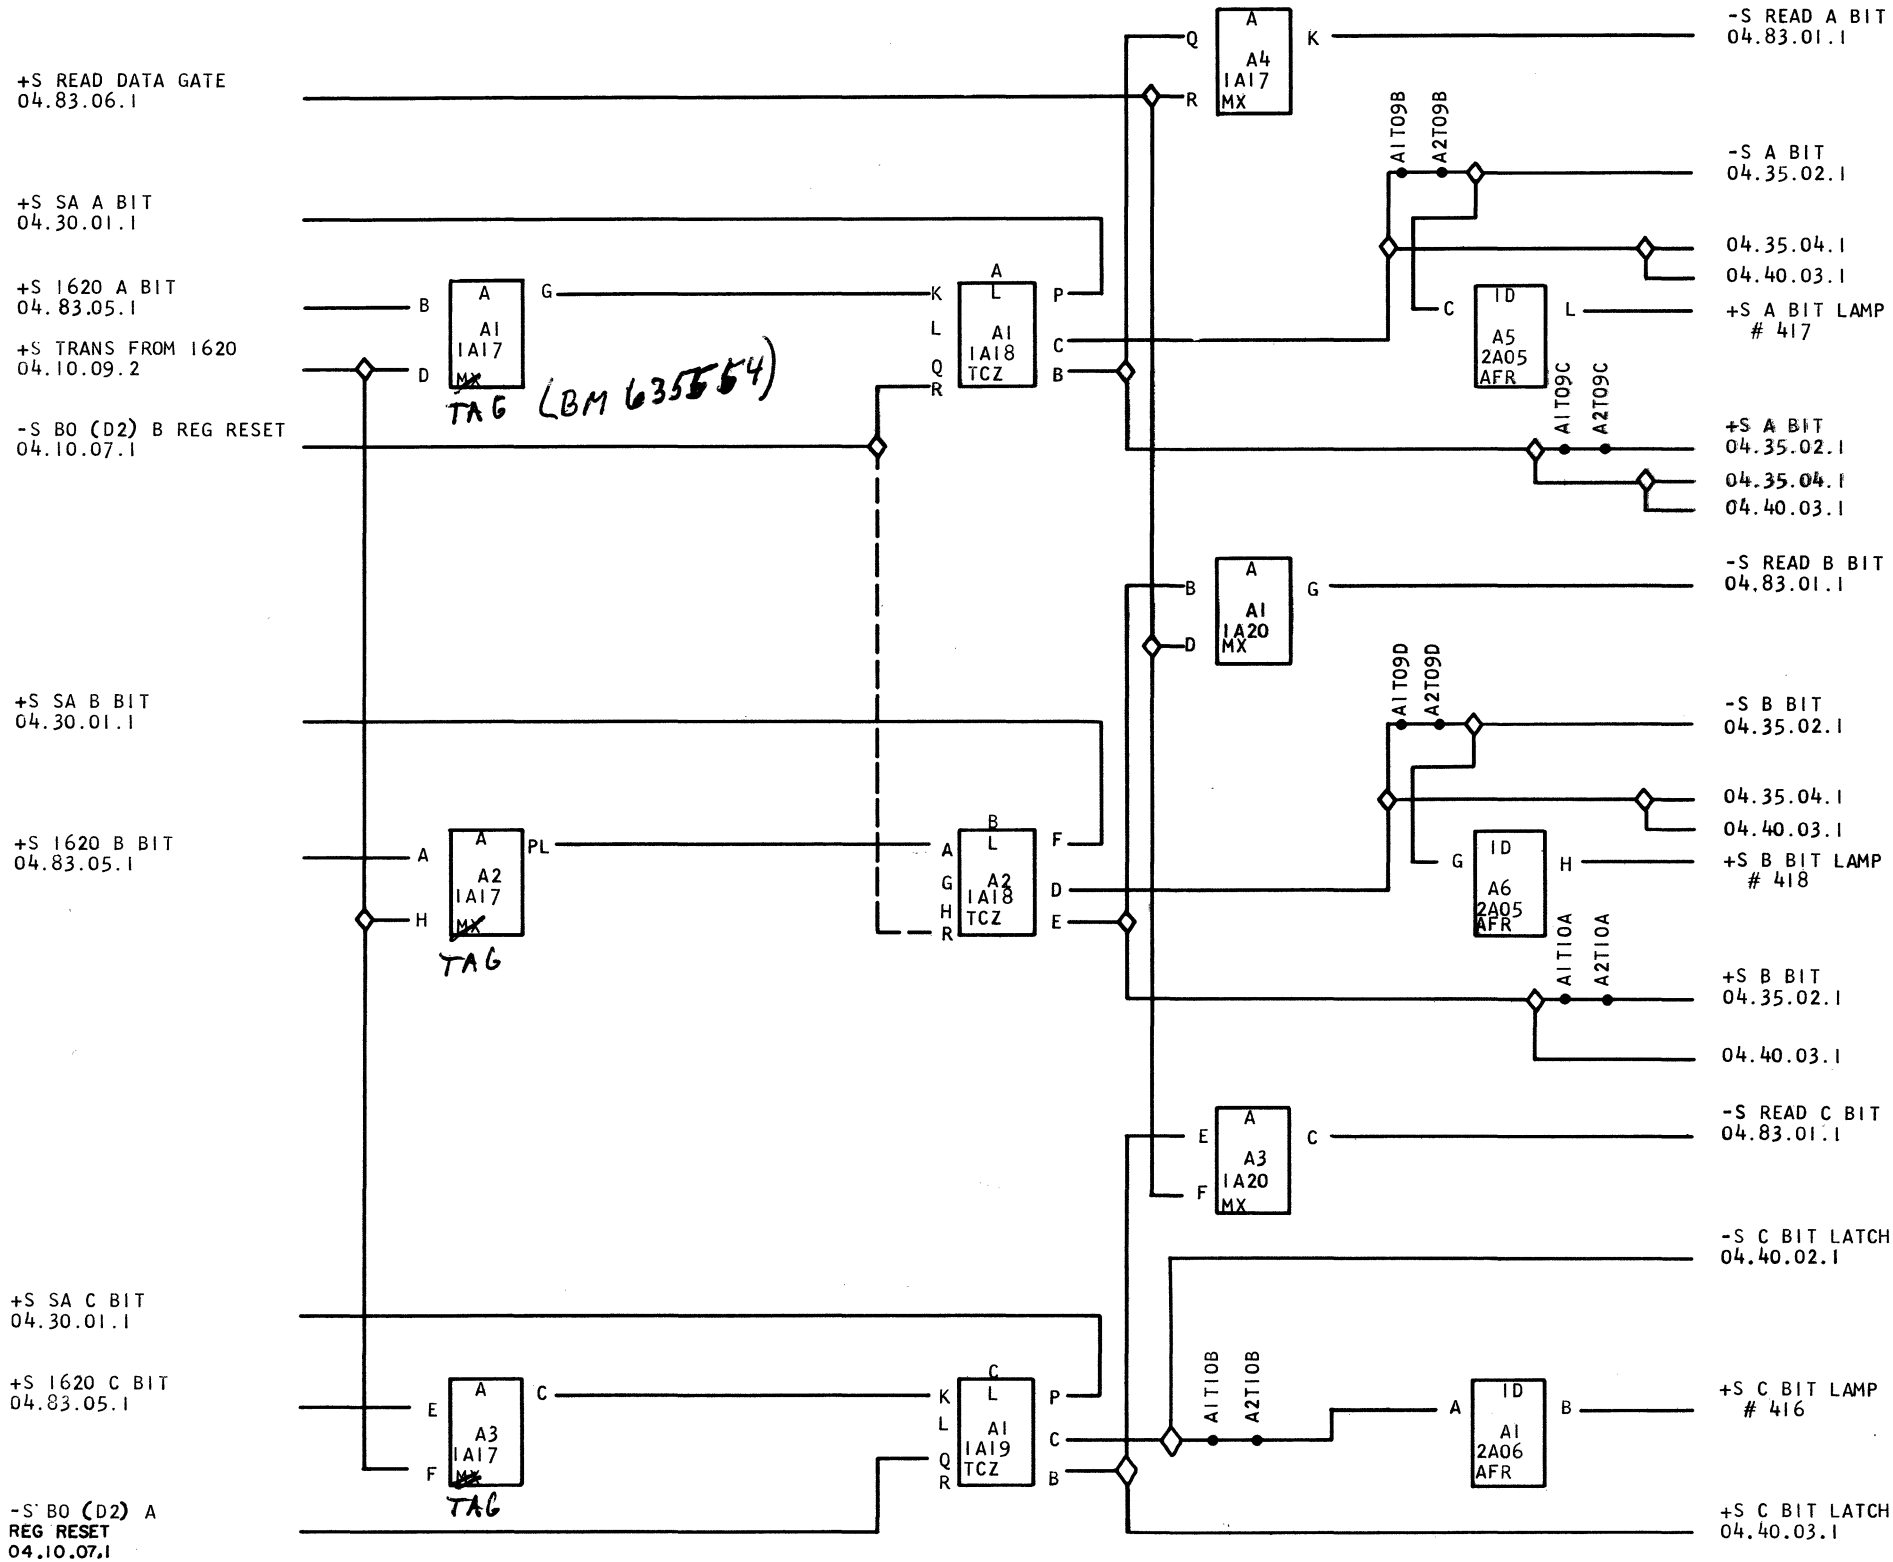 +S READ DATA GATE
04.83.06.1
+S SA A BIT
04.30.01.1
+S 1620 A BIT
04.83.05.1
+S TRANS FROM 1620
04.10.09.2
-S B0 (D2) B REG RESET
04.10.07.1
+S SA B BIT
04.30.01.1
+S 1620 B BIT
04.83.05.1
+S SA C BIT
04.30.01.1
+S 1620 C BIT
04.83.05.1
-S B0 (D2) A
REG RESET
04.10.07.1
B
D
A
A1
1A17
MX
TAG
G
(BM 635554)
A
H
A
A2
1A17
MX
TAG
PL
E
F
A
A3
1A17
MX
TAG
C
K
L
Q
R
A
L
A1
1A18
TCZ
P
C
B
A
G
H
R
B
L
A2
1A18
TCZ
F
D
E
K
L
Q
R
C
L
A1
1A19
TCZ
P
C
B
Q
R
A
A4
1A17
MX
K
B
D
A
A1
1A20
MX
G
E
F
A
A3
1A20
MX
C
A1T09B
A2T09B
C
ID
A5
2A05
AFR
L
A1T09C
A2T09C
A1T09D
A2T09D
G
ID
A6
2A05
AFR
H
A1T10A
A2T10A
A1T10B
A2T10B
A
ID
A1
2A06
AFR
B
-S READ A BIT
04.83.01.1
-S A BIT
04.35.02.1
04.35.04.1
04.40.03.1
+S A BIT LAMP
# 417
+S A BIT
04.35.02.1
04.35.04.1
04.40.03.1
-S READ B BIT
04.83.01.1
-S B BIT
04.35.02.1
04.35.04.1
04.40.03.1
+S B BIT LAMP
# 418
+S B BIT
04.35.02.1
04.40.03.1
-S READ C BIT
04.83.01.1
-S C BIT LATCH
04.40.02.1
+S C BIT LAMP
# 416
+S C BIT LATCH
04.40.03.1